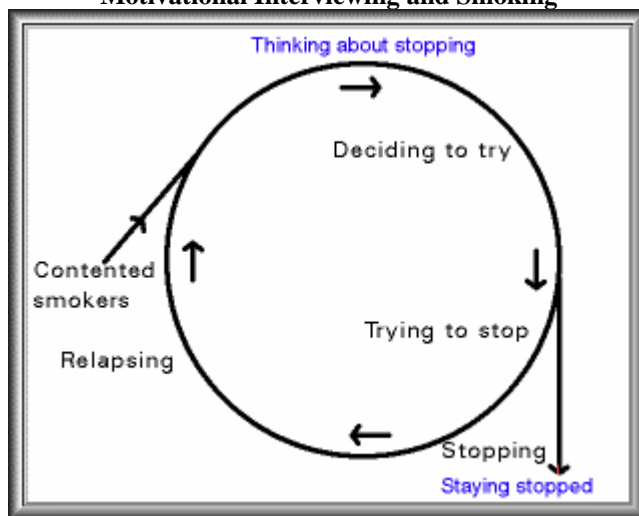 Motivational Interviewing and Smoking
Thinking about stopping
Deciding to try
Contented
smokers
Trying to stop
Relapsing
Stopping
Staying stopped